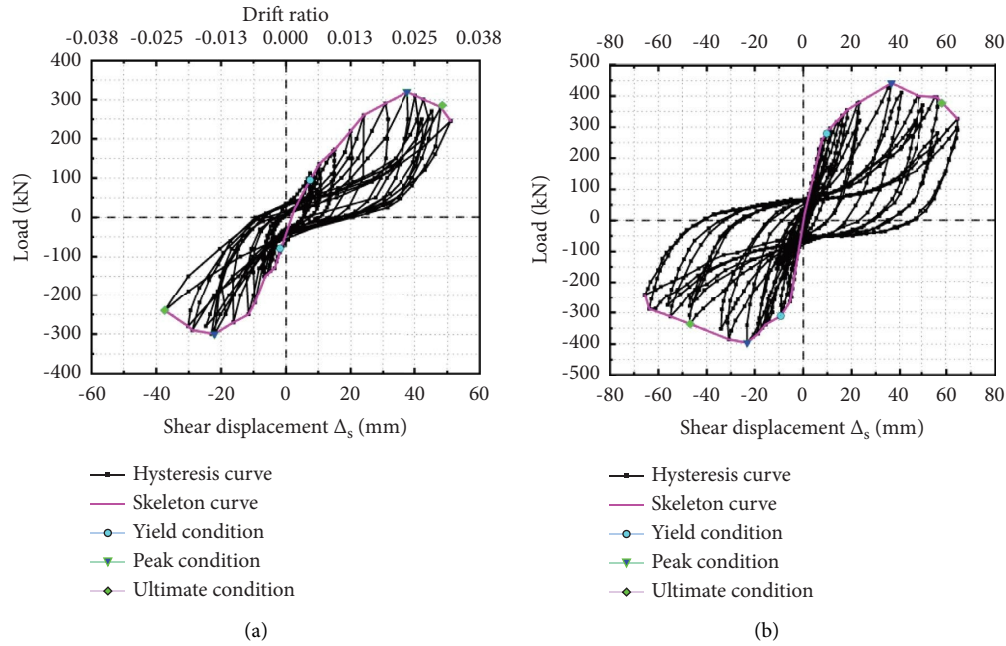 Drift ratio
-0.038 -0.025 -0.013 0.000 0.013 0.025 0.038
400
300
200
100
0
-100
-200
-300
-400
Load (kN)
-60 -40 -20 0 20 40 60
Shear displacement Δs (mm)
Hysteresis curve
Skeleton curve
Yield condition
Peak condition
Ultimate condition
(a)
-80 -60 -40 -20 0 20 40 60 80
500
400
300
200
100
0
-100
-200
-300
-400
-500
Load (kN)
-80 -60 -40 -20 0 20 40 60 80
Shear displacement Δs (mm)
Hysteresis curve
Skeleton curve
Yield condition
Peak condition
Ultimate condition
(b)